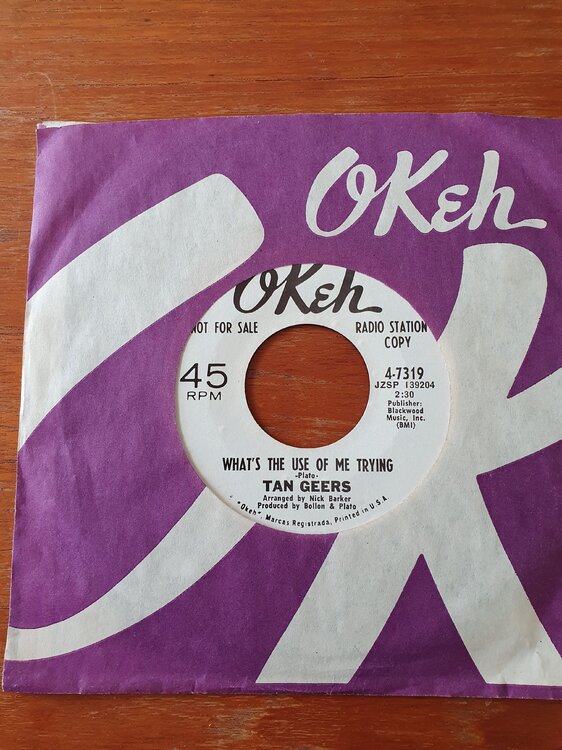 OKeh
OKeh
NOT FOR SALE
RADIO STATION
COPY
45
RPM
4-7319
JZSP 139204
2:30
Publisher:
Blackwood
Music, Inc.
(BMI)
WHAT'S THE USE OF ME TRYING
-Plato-
TAN GEERS
Arranged by Nick Barker
Produced by Bollon & Plato
"Okeh", Marcas Registrada, Printed in U.S.A.